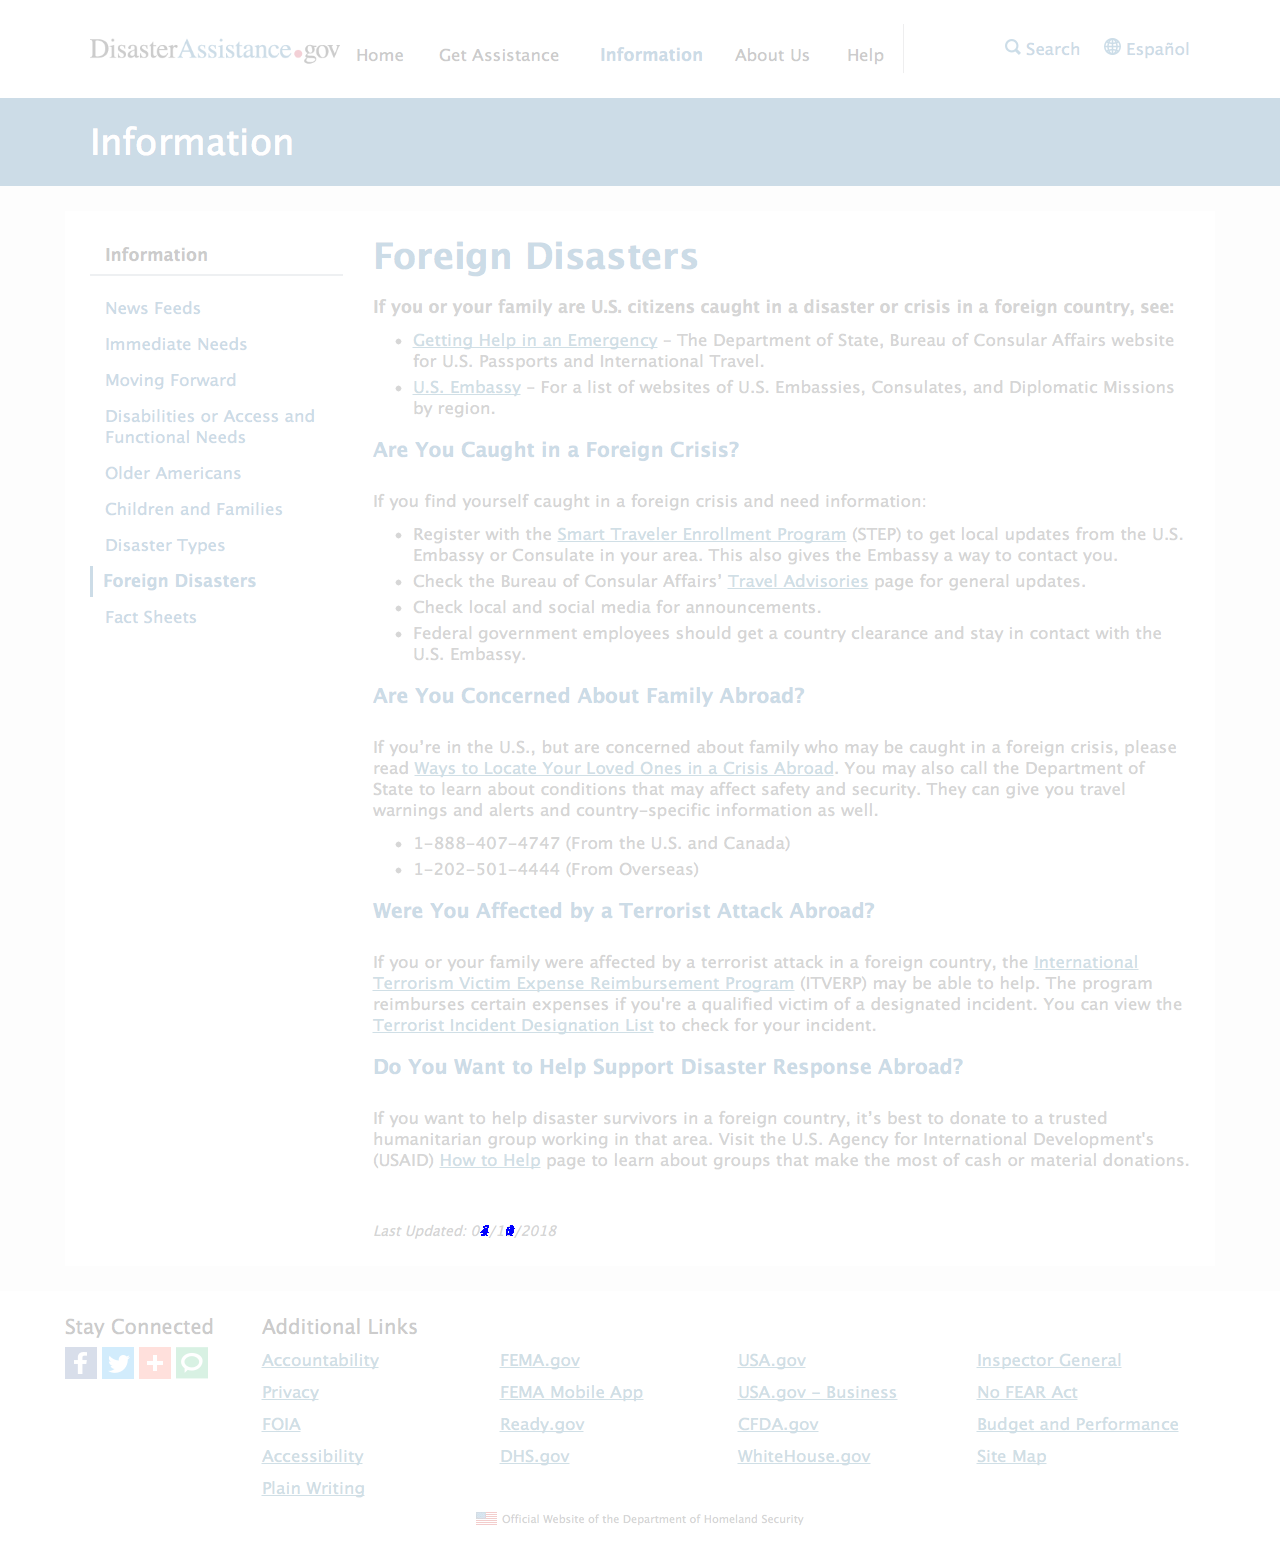 DisasterAssistance.gov Home Get Assistance Information About Us Help Search Español
Information
Information
News Feeds
Immediate Needs
Moving Forward
Disabilities or Access and
Functional Needs
Older Americans
Children and Families
Disaster Types
Foreign Disasters
Fact Sheets
Foreign Disasters
If you or your family are U.S. citizens caught in a disaster or crisis in a foreign country, see:
• Getting Help in an Emergency – The Department of State, Bureau of Consular Affairs website
for U.S. Passports and International Travel.
• U.S. Embassy – For a list of websites of U.S. Embassies, Consulates, and Diplomatic Missions
by region.
Are You Caught in a Foreign Crisis?
If you find yourself caught in a foreign crisis and need information:
• Register with the Smart Traveler Enrollment Program (STEP) to get local updates from the U.S.
Embassy or Consulate in your area. This also gives the Embassy a way to contact you.
• Check the Bureau of Consular Affairs’ Travel Advisories page for general updates.
• Check local and social media for announcements.
• Federal government employees should get a country clearance and stay in contact with the
U.S. Embassy.
Are You Concerned About Family Abroad?
If you’re in the U.S., but are concerned about family who may be caught in a foreign crisis, please
read Ways to Locate Your Loved Ones in a Crisis Abroad. You may also call the Department of
State to learn about conditions that may affect safety and security. They can give you travel
warnings and alerts and country-specific information as well.
• 1-888-407-4747 (From the U.S. and Canada)
• 1-202-501-4444 (From Overseas)
Were You Affected by a Terrorist Attack Abroad?
If you or your family were affected by a terrorist attack in a foreign country, the International
Terrorism Victim Expense Reimbursement Program (ITVERP) may be able to help. The program
reimburses certain expenses if you're a qualified victim of a designated incident. You can view the
Terrorist Incident Designation List to check for your incident.
Do You Want to Help Support Disaster Response Abroad?
If you want to help disaster survivors in a foreign country, it’s best to donate to a trusted
humanitarian group working in that area. Visit the U.S. Agency for International Development's
(USAID) How to Help page to learn about groups that make the most of cash or material donations.
Last Updated:
Stay Connected
Additional Links
Accountability FEMA.gov USA.gov Inspector General
Privacy FEMA Mobile App USA.gov - Business No FEAR Act
FOIA Ready.gov CFDA.gov Budget and Performance
Accessibility DHS.gov WhiteHouse.gov Site Map
Plain Writing
Official Website of the Department of Homeland Security